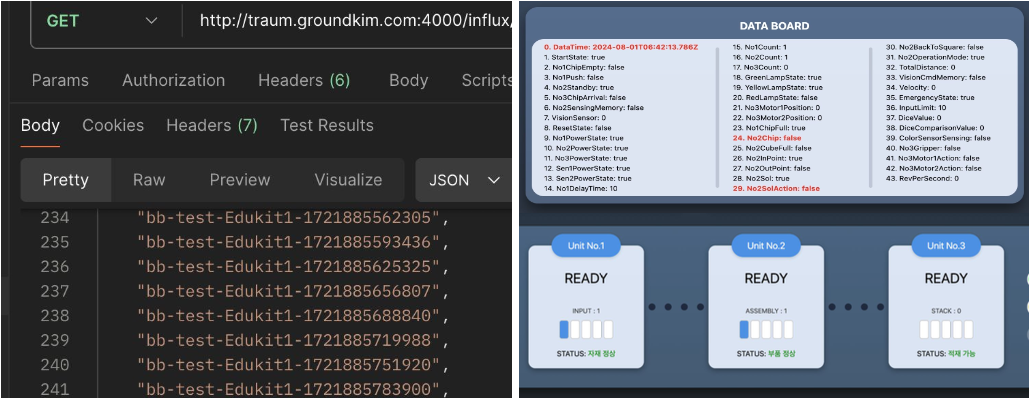 GET
http://traum.groundkim.com:4000/influx/
Params Authorization Headers (6) Body Scripts
Body Cookies Headers (7) Test Results
Pretty Raw Preview Visualize JSON
234 "bb-test-Edukit1-1721885562305",
235 "bb-test-Edukit1-1721885593436",
236 "bb-test-Edukit1-1721885625325",
237 "bb-test-Edukit1-1721885656807",
238 "bb-test-Edukit1-1721885688840",
239 "bb-test-Edukit1-1721885719988",
240 "bb-test-Edukit1-1721885751920",
241 "bb-test-Edukit1-1721885783900",
DATA BOARD
0. DataTime: 2024-08-01T06:42:13.786Z
1. StartState: true
2. No1ChipEmpty: false
3. No1Push: false
4. No2Standby: true
5. No3ChipArrival: false
6. No2SensingMemory: false
7. VisionSensor: 0
8. ResetState: false
9. No1PowerState: true
10. No2PowerState: true
11. No3PowerState: true
12. Sen1PowerState: true
13. Sen2PowerState: true
14. No1DelayTime: 10
15. No1Count: 1
16. No2Count: 1
17. No3Count: 0
18. GreenLampState: true
19. YellowLampState: true
20. RedLampState: false
21. No3Motor1Position: 0
22. No3Motor2Position: 0
23. No1ChipFull: true
24. No2Chip: false
25. No2CubeFull: false
26. No2InPoint: true
27. No2OutPoint: false
28. No2Sol: true
29. No2SolAction: false
30. No2BackToSquare: false
31. No2OperationMode: true
32. TotalDistance: 0
33. VisionCmdMemory: false
34. Velocity: 0
35. EmergencyState: true
36. InputLimit: 10
37. DiceValue: 0
38. DiceComparisonValue: 0
39. ColorSensorSensing: false
40. No3Gripper: false
41. No3Motor1Action: false
42. No3Motor2Action: false
43. RevPerSecond: 0
Unit No.1
READY
INPUT : 1
STATUS: 자재 정상
Unit No.2
READY
ASSEMBLY : 1
STATUS: 부품 정상
Unit No.3
READY
STACK : 0
STATUS: 적재 가능